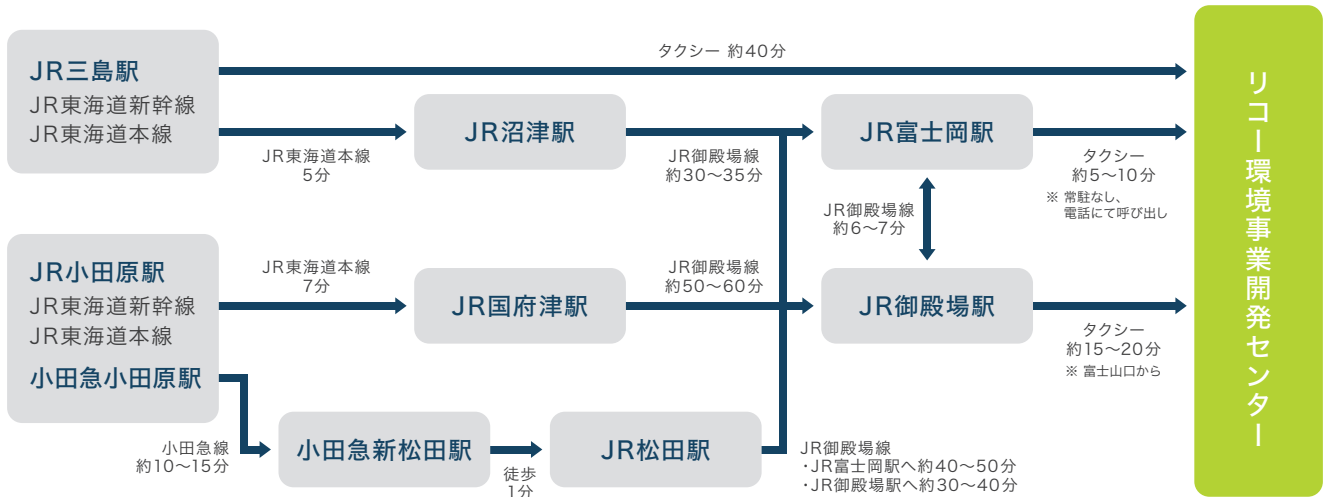 タクシー 約40分
JR三島駅
JR東海道新幹線
JR東海道本線
JR東海道本線
5分
JR沼津駅
JR御殿場線
約30〜35分
JR富士岡駅
タクシー
約5〜10分
※ 常駐なし、
電話にて呼び出し
JR御殿場線
約6〜7分
JR小田原駅
JR東海道新幹線
JR東海道本線
小田急小田原駅
JR東海道本線
7分
JR国府津駅
JR御殿場線
約50〜60分
JR御殿場駅
タクシー
約15〜20分
※ 富士山口から
小田急線
約10〜15分
小田急新松田駅
徒歩
1分
JR松田駅
JR御殿場線
・JR富士岡駅へ約40〜50分
・JR御殿場駅へ約30〜40分
リコー環境事業開発センター